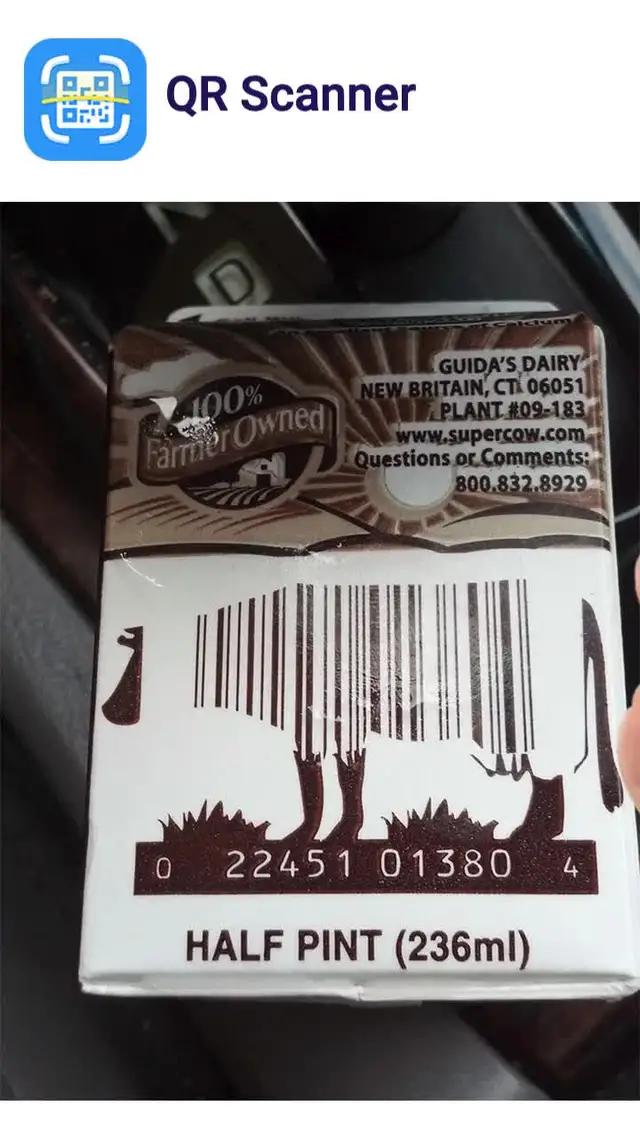 QR Scanner
D
100%
Farmer Owned
GUIDA'S DAIRY
NEW BRITAIN, CT 06051
PLANT #09-183
www.supercow.com
Questions or Comments:
800.832.8929
0 22451 01380 4
HALF PINT (236ml)